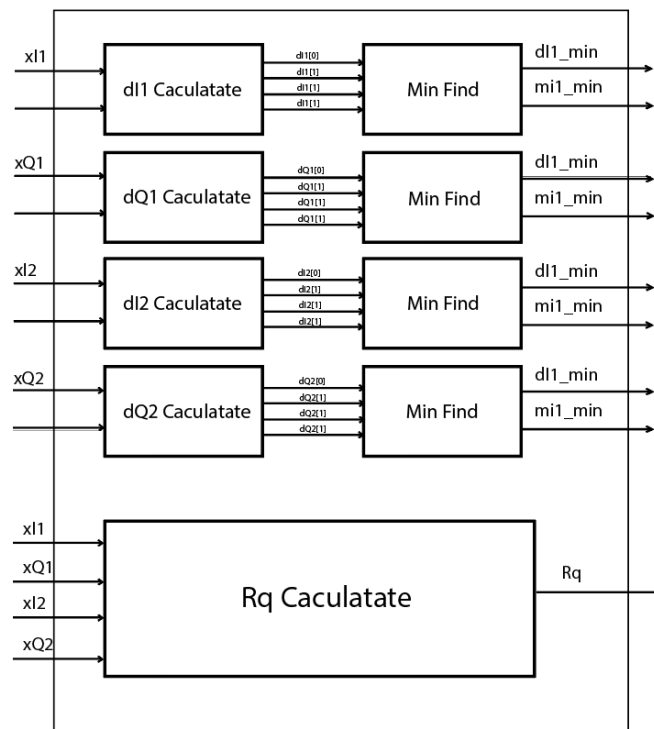 xI1
dI1 Caculatate
dI1[0]
dI1[1]
dI1[1]
dI1[1]
Min Find
dI1_min
mi1_min
xQ1
dQ1 Caculatate
dQ1[0]
dQ1[1]
dQ1[1]
dQ1[1]
Min Find
dI1_min
mi1_min
xI2
dI2 Caculatate
dI2[0]
dI2[1]
dI2[1]
dI2[1]
Min Find
dI1_min
mi1_min
xQ2
dQ2 Caculatate
dQ2[0]
dQ2[1]
dQ2[1]
dQ2[1]
Min Find
dI1_min
mi1_min
xI1
xQ1
xI2
xQ2
Rq Caculatate
Rq